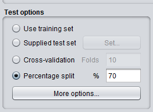 Test options
Use training set
Supplied test set Set...
Cross-validation Folds 10
Percentage split % 70
More options...